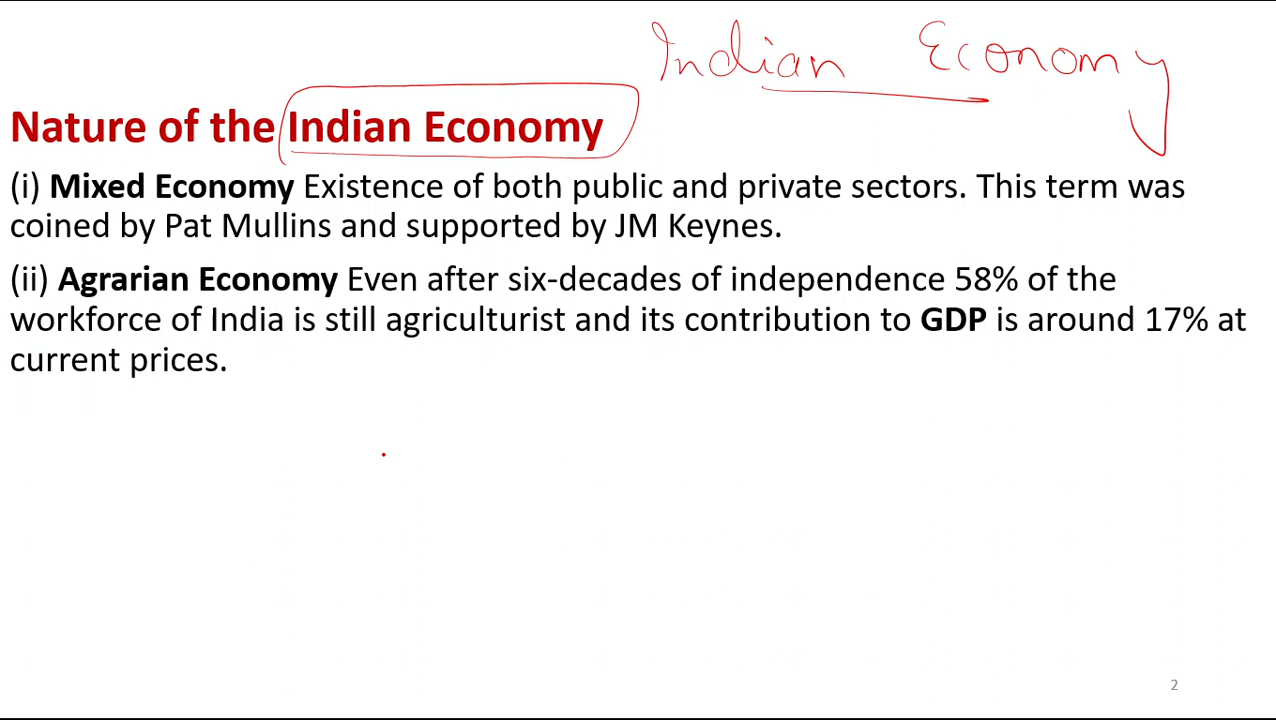 Indian Economy
Nature of the Indian Economy
(i) Mixed Economy Existence of both public and private sectors. This term was
coined by Pat Mullins and supported by JM Keynes.
(ii) Agrarian Economy Even after six-decades of independence 58% of the
workforce of India is still agriculturist and its contribution to GDP is around 17% at
current prices.
2